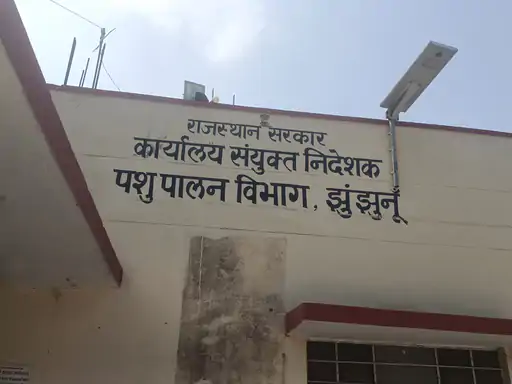 राजस्थान सरकार
कार्यालय संयुक्त निदेशक
पशु पालन विभाग, झुंझुनूँ